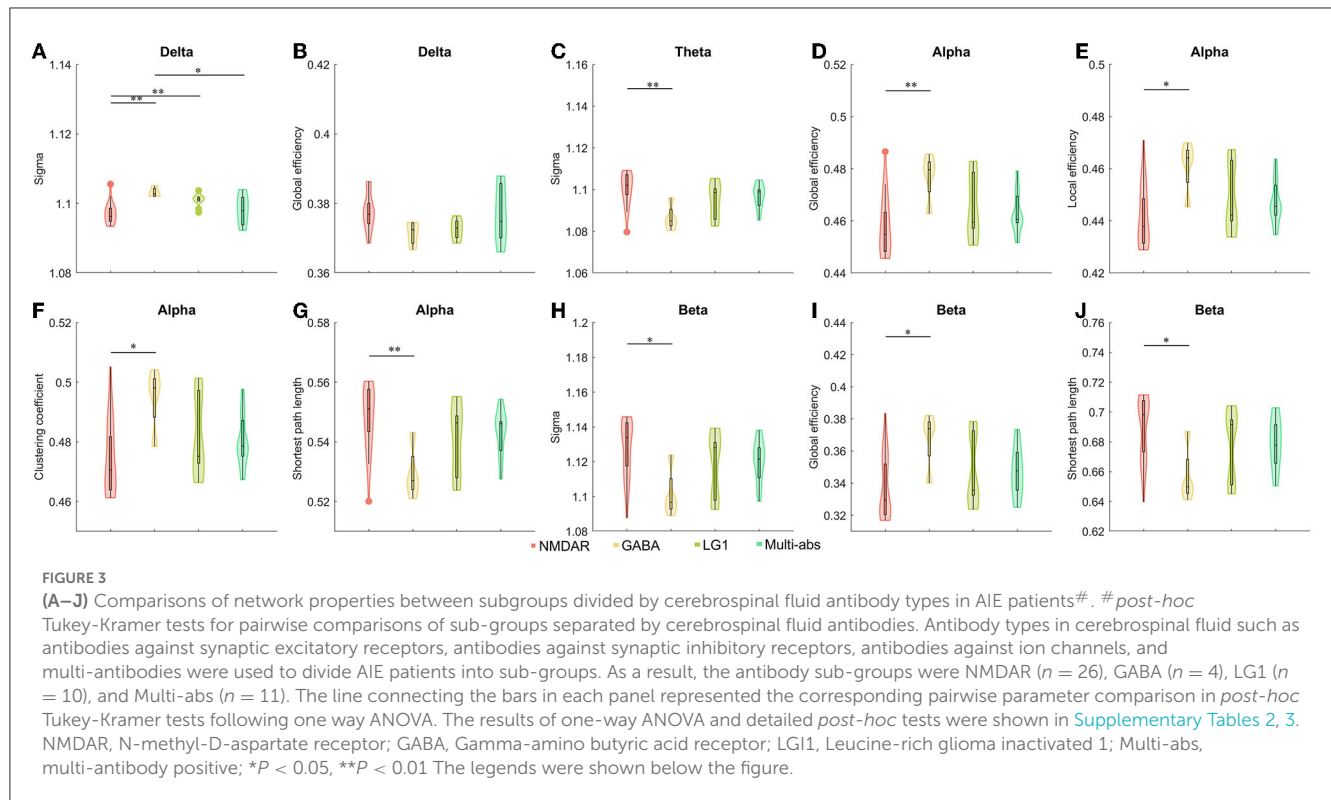 A Delta
Sigma
1.14
1.12
1.1
1.08
*
**
**
B Delta
Global efficiency
0.42
0.4
0.38
0.36
C Theta
Sigma
1.16
1.14
1.12
1.1
1.08
1.06
**
D Alpha
Global efficiency
0.52
0.5
0.48
0.46
0.44
**
E Alpha
Local efficiency
0.5
0.48
0.46
0.44
0.42
*
F Alpha
Clustering coefficient
0.52
0.5
0.48
0.46
*
G Alpha
Shortest path length
0.58
0.56
0.54
0.52
**
H Beta
Sigma
1.2
1.18
1.16
1.14
1.12
1.1
1.08
*
I Beta
Global efficiency
0.44
0.42
0.4
0.38
0.36
0.34
0.32
*
J Beta
Shortest path length
0.76
0.74
0.72
0.7
0.68
0.66
0.64
0.62
*
NMDAR GABA LG1 Multi-abs
FIGURE 3
(A–J) Comparisons of network properties between subgroups divided by cerebrospinal fluid antibody types in AIE patients#. #post-hoc
Tukey-Kramer tests for pairwise comparisons of sub-groups separated by cerebrospinal fluid antibodies. Antibody types in cerebrospinal fluid such as
antibodies against synaptic excitatory receptors, antibodies against synaptic inhibitory receptors, antibodies against ion channels, and
multi-antibodies were used to divide AIE patients into sub-groups. As a result, the antibody sub-groups were NMDAR (n = 26), GABA (n = 4), LG1 (n
= 10), and Multi-abs (n = 11). The line connecting the bars in each panel represented the corresponding pairwise parameter comparison in post-hoc
Tukey-Kramer tests following one way ANOVA. The results of one-way ANOVA and detailed post-hoc tests were shown in Supplementary Tables 2, 3.
NMDAR, N-methyl-D-aspartate receptor; GABA, Gamma-amino butyric acid receptor; LGI1, Leucine-rich glioma inactivated 1; Multi-abs,
multi-antibody positive; *P < 0.05, **P < 0.01 The legends were shown below the figure.